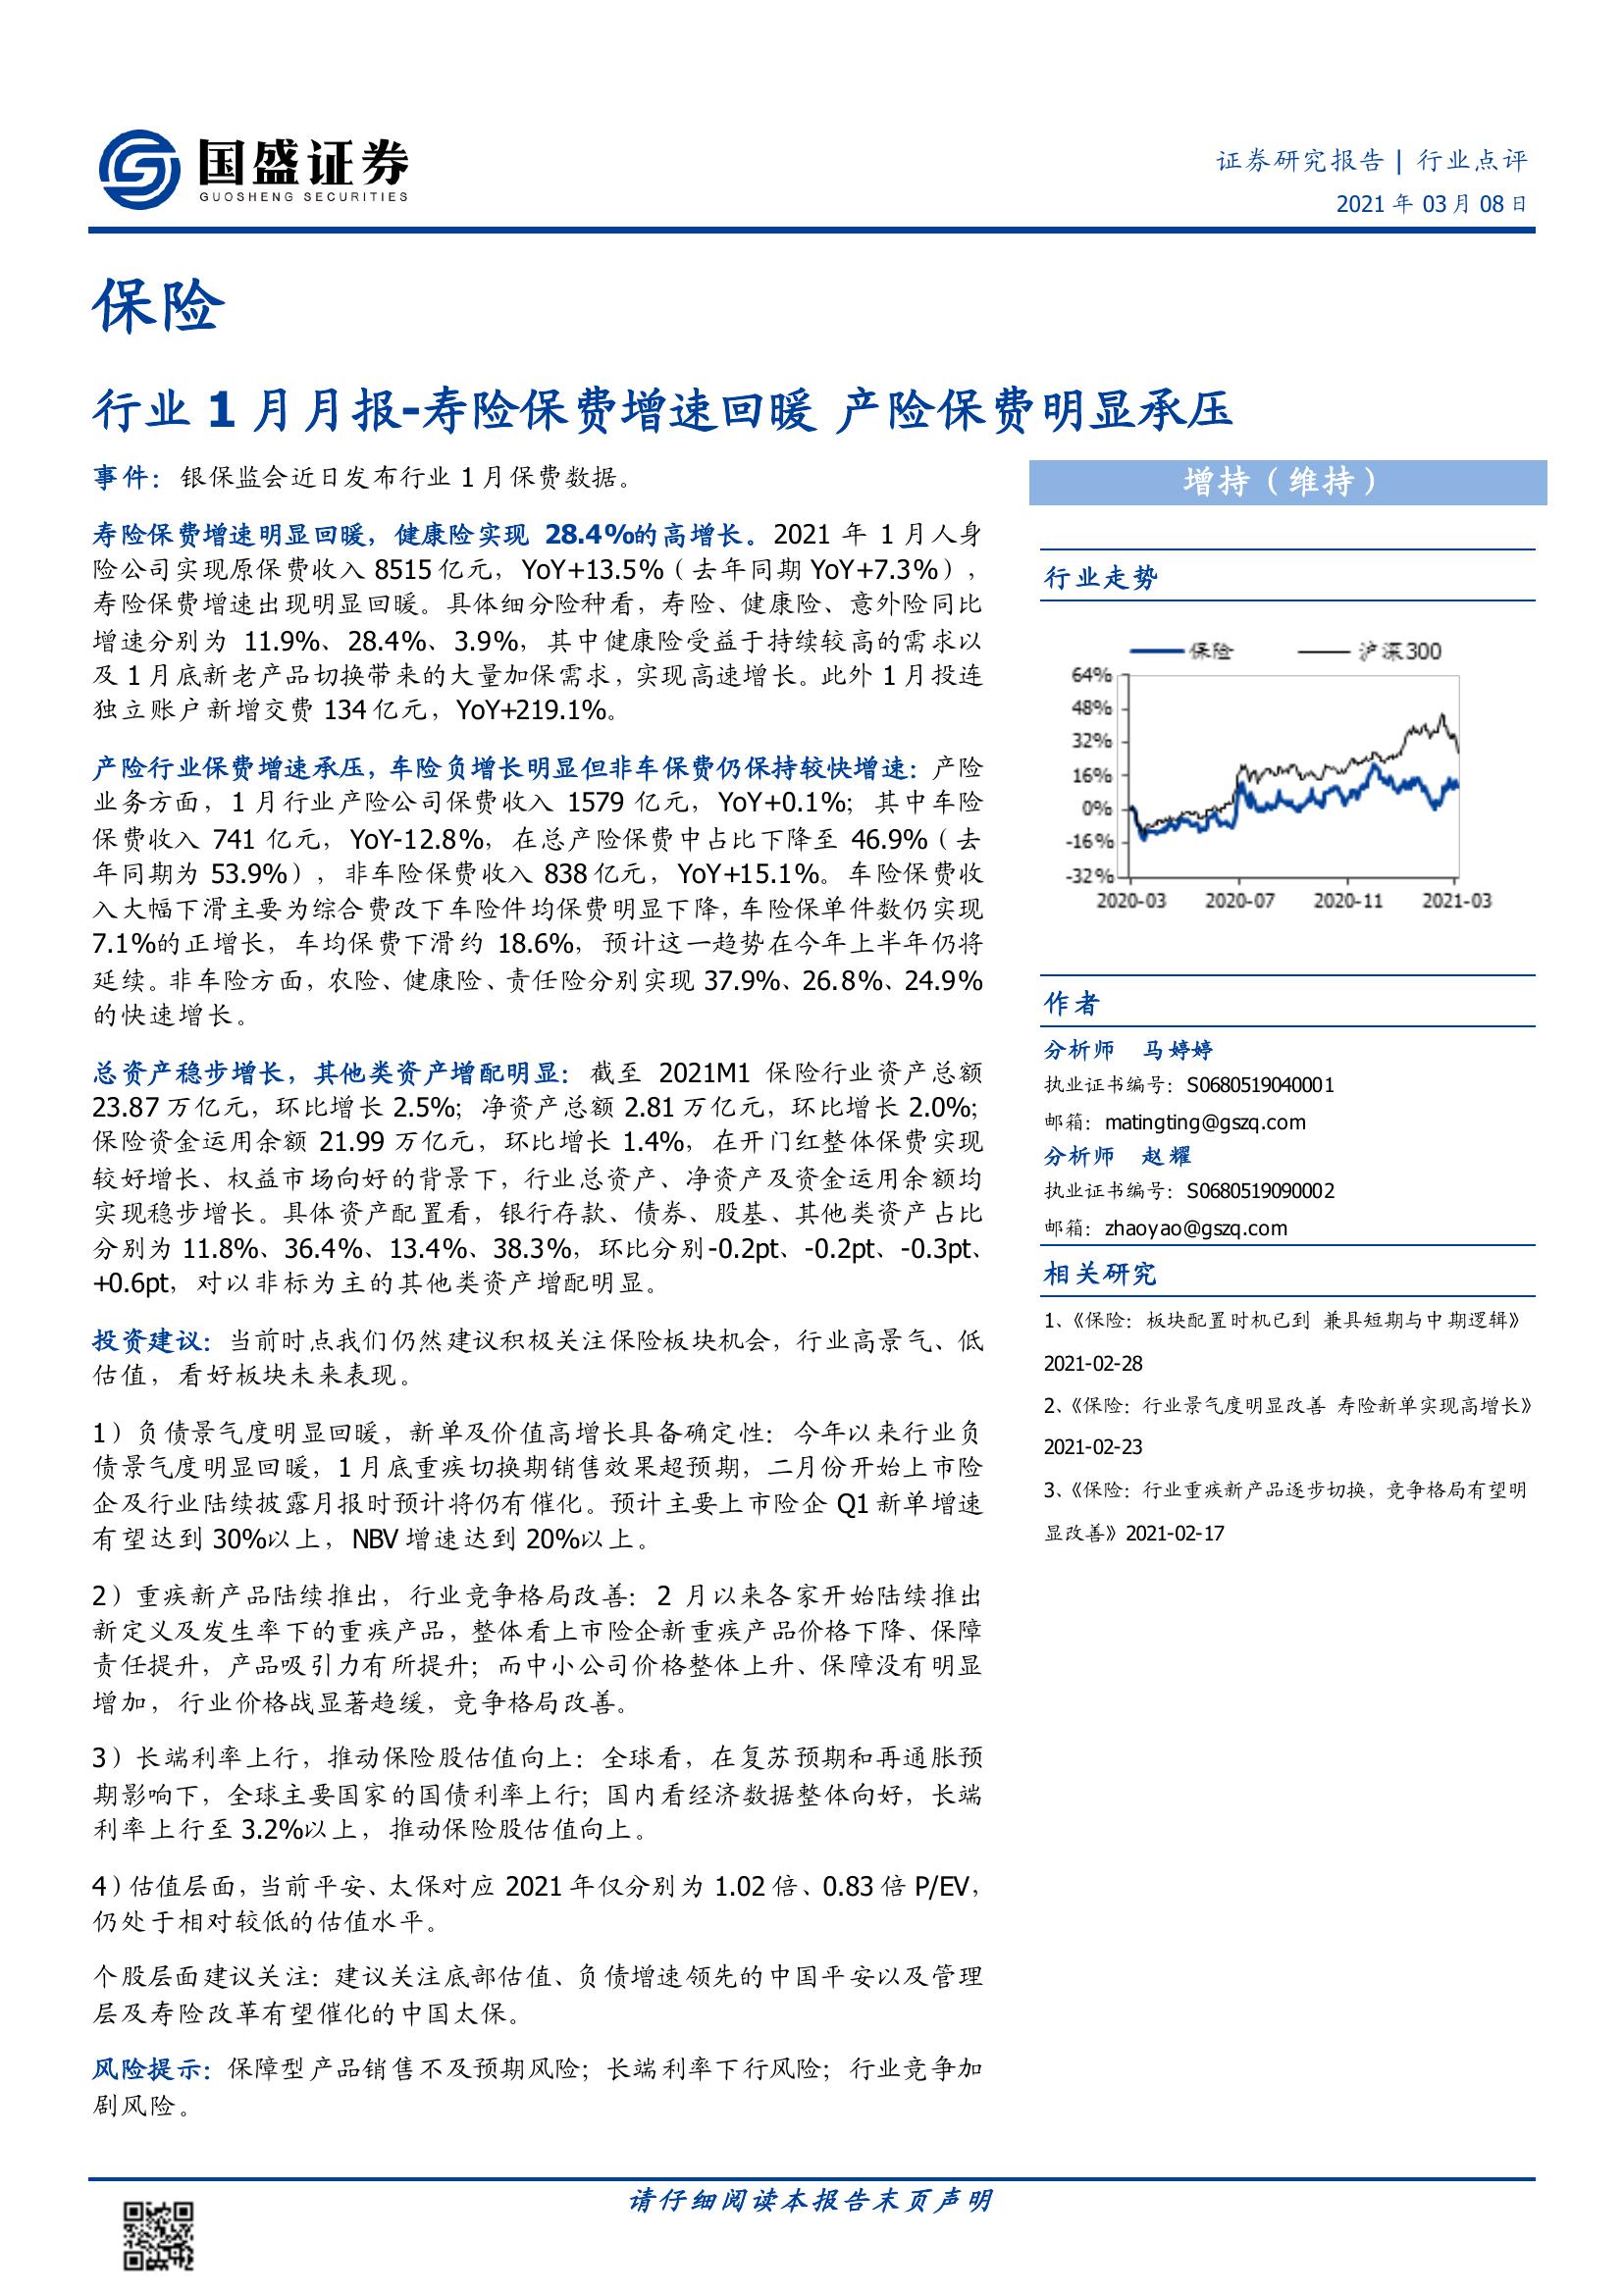 国盛证券
GUOSHENG SECURITIES
证券研究报告 | 行业点评
2021 年 03 月 08 日
保险
行业 1 月月报-寿险保费增速回暖 产险保费明显承压
事件：银保监会近日发布行业 1 月保费数据。
寿险保费增速明显回暖，健康险实现 28.4%的高增长。2021 年 1 月人身
险公司实现原保费收入 8515 亿元，YoY+13.5%（去年同期 YoY+7.3%），
寿险保费增速出现明显回暖。具体细分险种看，寿险、健康险、意外险同比
增速分别为 11.9%、28.4%、3.9%，其中健康险受益于持续较高的需求以
及 1 月底新老产品切换带来的大量加保需求，实现高速增长。此外 1 月投连
独立账户新增交费 134 亿元，YoY+219.1%。
产险行业保费增速承压，车险负增长明显但非车保费仍保持较快增速：产险
业务方面，1 月行业产险公司保费收入 1579 亿元，YoY+0.1%；其中车险
保费收入 741 亿元，YoY-12.8%，在总产险保费中占比下降至 46.9%（去
年同期为 53.9%），非车险保费收入 838 亿元，YoY+15.1%。车险保费收
入大幅下滑主要为综合费改下车险件均保费明显下降，车险保单件数仍实现
7.1%的正增长，车均保费下滑约 18.6%，预计这一趋势在今年上半年仍将
延续。非车险方面，农险、健康险、责任险分别实现 37.9%、26.8%、24.9%
的快速增长。
总资产稳步增长，其他类资产增配明显：截至 2021M1 保险行业资产总额
23.87 万亿元，环比增长 2.5%；净资产总额 2.81 万亿元，环比增长 2.0%；
保险资金运用余额 21.99 万亿元，环比增长 1.4%，在开门红整体保费实现
较好增长、权益市场向好的背景下，行业总资产、净资产及资金运用余额均
实现稳步增长。具体资产配置看，银行存款、债券、股基、其他类资产占比
分别为 11.8%、36.4%、13.4%、38.3%，环比分别-0.2pt、-0.2pt、-0.3pt、
+0.6pt，对以非标为主的其他类资产增配明显。
投资建议：当前时点我们仍然建议积极关注保险板块机会，行业高景气、低
估值，看好板块未来表现。
1）负债景气度明显回暖，新单及价值高增长具备确定性：今年以来行业负
债景气度明显回暖，1 月底重疾切换期销售效果超预期，二月份开始上市险
企及行业陆续披露月报时预计将仍有催化。预计主要上市险企 Q1 新单增速
有望达到 30%以上，NBV 增速达到 20%以上。
2）重疾新产品陆续推出，行业竞争格局改善：2 月以来各家开始陆续推出
新定义及发生率下的重疾产品，整体看上市险企新重疾产品价格下降、保障
责任提升，产品吸引力有所提升；而中小公司价格整体上升、保障没有明显
增加，行业价格战显著趋缓，竞争格局改善。
3）长端利率上行，推动保险股估值向上：全球看，在复苏预期和再通胀预
期影响下，全球主要国家的国债利率上行；国内看经济数据整体向好，长端
利率上行至 3.2%以上，推动保险股估值向上。
4）估值层面，当前平安、太保对应 2021 年仅分别为 1.02 倍、0.83 倍 P/EV，
仍处于相对较低的估值水平。
个股层面建议关注：建议关注底部估值、负债增速领先的中国平安以及管理
层及寿险改革有望催化的中国太保。
风险提示：保障型产品销售不及预期风险；长端利率下行风险；行业竞争加
剧风险。
增持（维持）
行业走势
保险 沪深300
64%
48%
32%
16%
0%
-16%
-32%
2020-03 2020-07 2020-11 2021-03
作者
分析师 马婷婷
执业证书编号：S0680519040001
邮箱：matingting@gszq.com
分析师 赵耀
执业证书编号：S0680519090002
邮箱：zhaoyao@gszq.com
相关研究
1、《保险：板块配置时机已到 兼具短期与中期逻辑》
2021-02-28
2、《保险：行业景气度明显改善 寿险新单实现高增长》
2021-02-23
3、《保险：行业重疾新产品逐步切换，竞争格局有望明
显改善》2021-02-17
请仔细阅读本报告末页声明